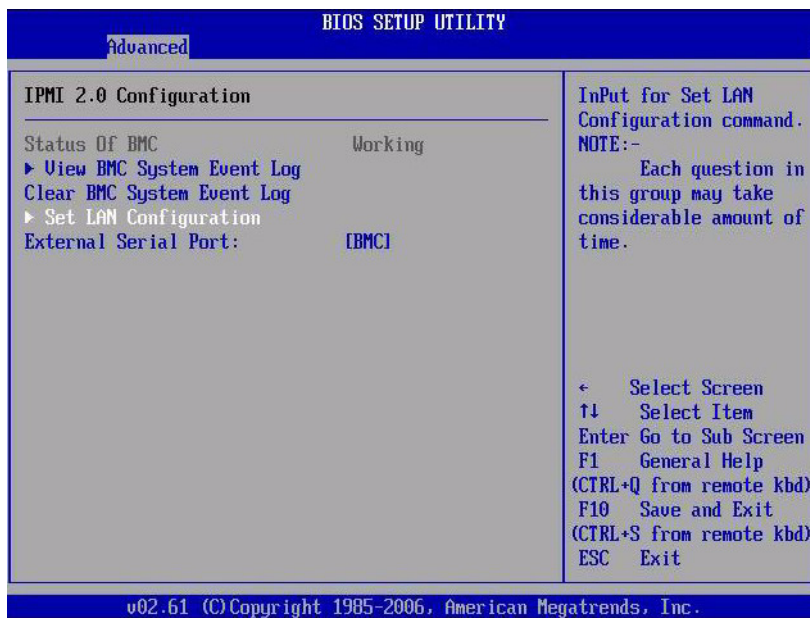 BIOS SETUP UTILITY
Advanced
IPMI 2.0 Configuration
Status Of BMC Working
▶ View BMC System Event Log
Clear BMC System Event Log
▶ Set LAN Configuration
External Serial Port: [BMC]
InPut for Set LAN
Configuration command.
NOTE:-
Each question in
this group may take
considerable amount of
time.
← Select Screen
↑↓ Select Item
Enter Go to Sub Screen
F1 General Help
(CTRL+Q from remote kbd)
F10 Save and Exit
(CTRL+S from remote kbd)
ESC Exit
v02.61 (C)Copyright 1985-2006, American Megatrends, Inc.